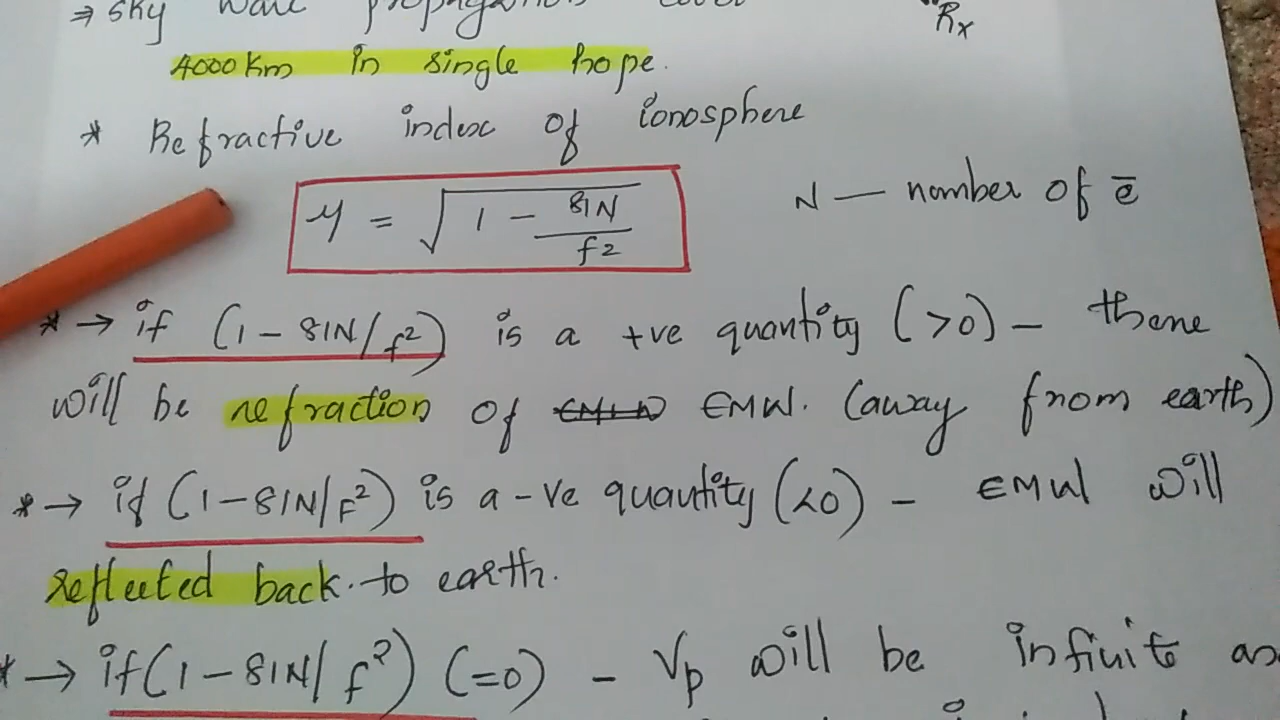 ⇒ Sky wave propagation cover
Rx
4000 Km in single hope.
* Refractive index of ionosphere
μ = √(1 - 81N/f2)
N — number of ē
* → if (1 - 81N/f²) is a +ve quantity (>0) - there
will be refraction of EMW. (away from earth)
* → if (1 - 81N/F²) is a -ve quantity (<0) - EMW will
reflected back. to earth.
* → if (1 - 81N/f²) (=0) - Vp will be infinite as